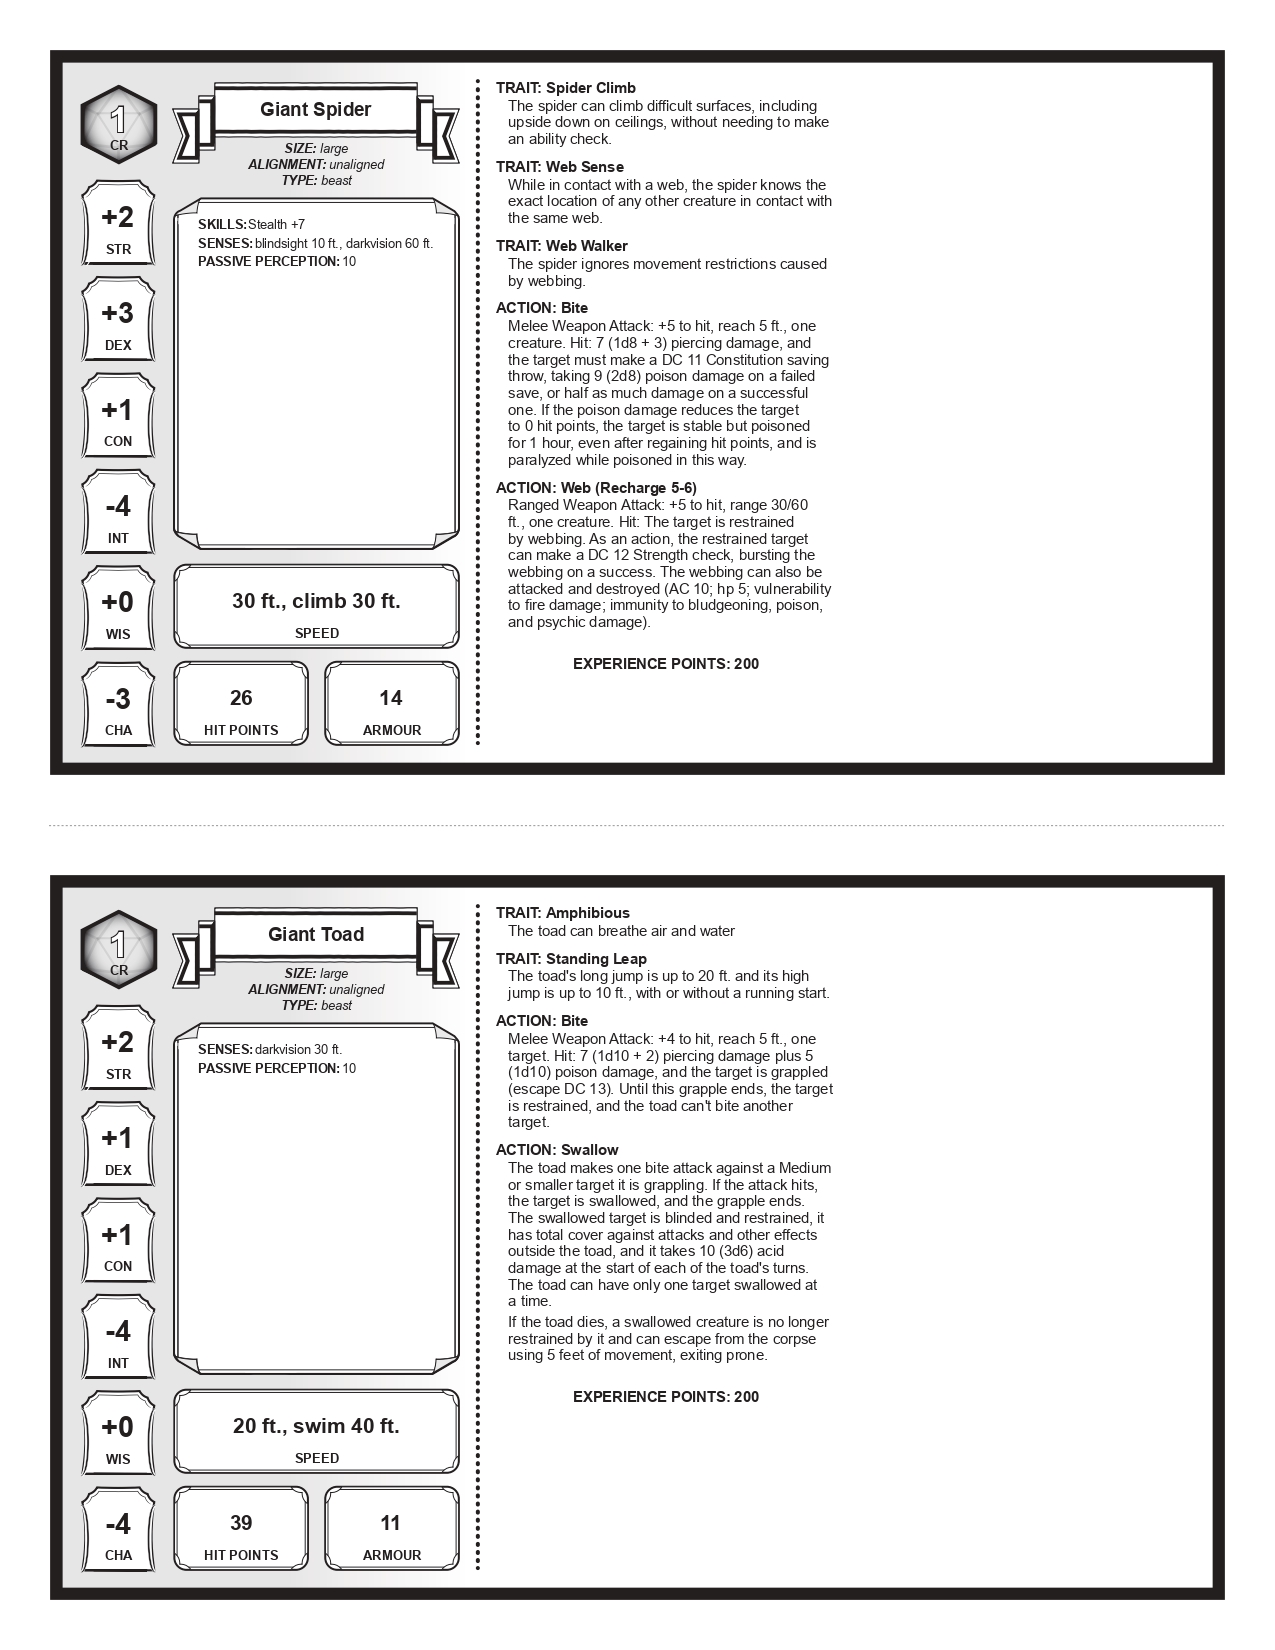 1
CR
Giant Spider
SIZE: large
ALIGNMENT: unaligned
TYPE: beast
+2
STR
+3
DEX
+1
CON
-4
INT
+0
WIS
-3
CHA
SKILLS: Stealth +7
SENSES: blindsight 10 ft., darkvision 60 ft.
PASSIVE PERCEPTION: 10
30 ft., climb 30 ft.
SPEED
26
HIT POINTS
14
ARMOUR
TRAIT: Spider Climb
The spider can climb difficult surfaces, including
upside down on ceilings, without needing to make
an ability check.
TRAIT: Web Sense
While in contact with a web, the spider knows the
exact location of any other creature in contact with
the same web.
TRAIT: Web Walker
The spider ignores movement restrictions caused
by webbing.
ACTION: Bite
Melee Weapon Attack: +5 to hit, reach 5 ft., one
creature. Hit: 7 (1d8 + 3) piercing damage, and
the target must make a DC 11 Constitution saving
throw, taking 9 (2d8) poison damage on a failed
save, or half as much damage on a successful
one. If the poison damage reduces the target
to 0 hit points, the target is stable but poisoned
for 1 hour, even after regaining hit points, and is
paralyzed while poisoned in this way.
ACTION: Web (Recharge 5-6)
Ranged Weapon Attack: +5 to hit, range 30/60
ft., one creature. Hit: The target is restrained
by webbing. As an action, the restrained target
can make a DC 12 Strength check, bursting the
webbing on a success. The webbing can also be
attacked and destroyed (AC 10; hp 5; vulnerability
to fire damage; immunity to bludgeoning, poison,
and psychic damage).
EXPERIENCE POINTS: 200
1
CR
Giant Toad
SIZE: large
ALIGNMENT: unaligned
TYPE: beast
+2
STR
+1
DEX
+1
CON
-4
INT
+0
WIS
-4
CHA
SENSES: darkvision 30 ft.
PASSIVE PERCEPTION: 10
20 ft., swim 40 ft.
SPEED
39
HIT POINTS
11
ARMOUR
TRAIT: Amphibious
The toad can breathe air and water
TRAIT: Standing Leap
The toad's long jump is up to 20 ft. and its high
jump is up to 10 ft., with or without a running start.
ACTION: Bite
Melee Weapon Attack: +4 to hit, reach 5 ft., one
target. Hit: 7 (1d10 + 2) piercing damage plus 5
(1d10) poison damage, and the target is grappled
(escape DC 13). Until this grapple ends, the target
is restrained, and the toad can't bite another
target.
ACTION: Swallow
The toad makes one bite attack against a Medium
or smaller target it is grappling. If the attack hits,
the target is swallowed, and the grapple ends.
The swallowed target is blinded and restrained, it
has total cover against attacks and other effects
outside the toad, and it takes 10 (3d6) acid
damage at the start of each of the toad's turns.
The toad can have only one target swallowed at
a time.
If the toad dies, a swallowed creature is no longer
restrained by it and can escape from the corpse
using 5 feet of movement, exiting prone.
EXPERIENCE POINTS: 200